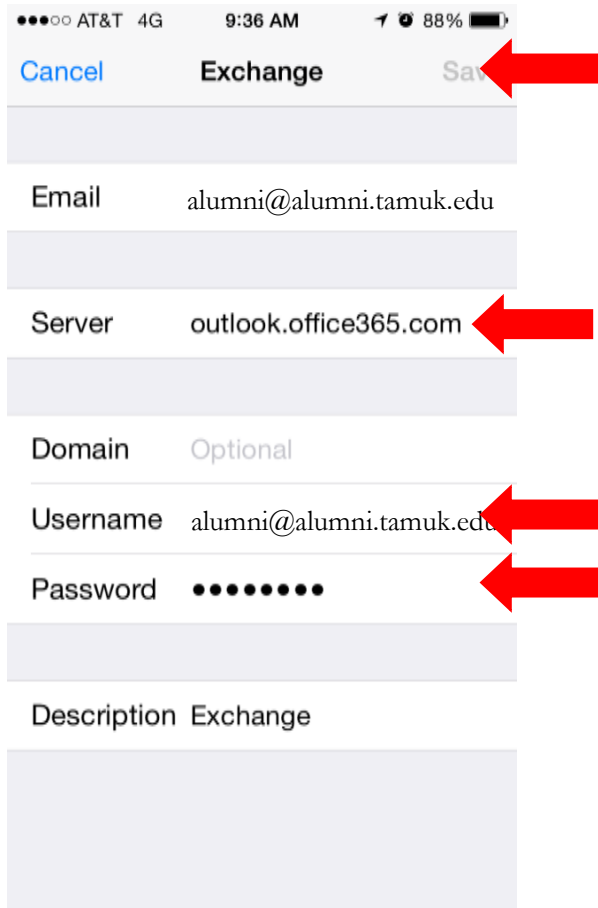 ●●●○○ AT&T 4G 9:36 AM 88%
Cancel Exchange
Email alumni@alumni.tamuk.edu
Server outlook.office365.com
Domain Optional
Username alumni@alumni.tamuk.edu
Password ●●●●●●●●
Description Exchange